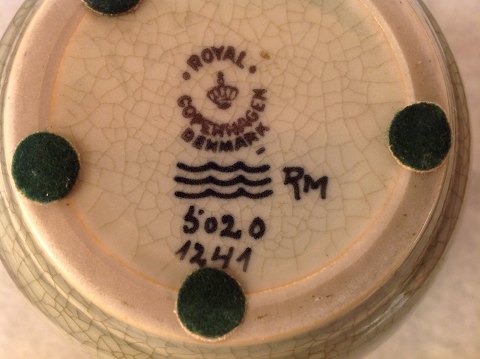 ROYAL
COPENHAGEN
DENMARK
RM
5020
1241